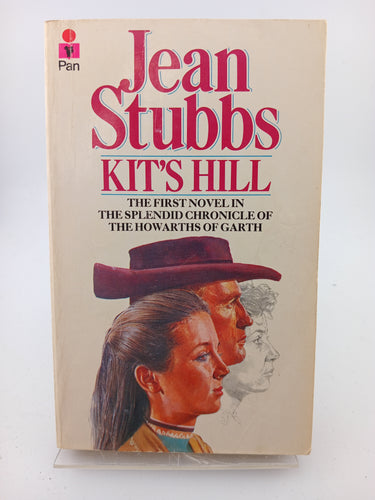 Pan
Jean
Stubbs
KIT'S HILL
THE FIRST NOVEL IN
THE SPLENDID CHRONICLE OF
THE HOWARTHS OF GARTH